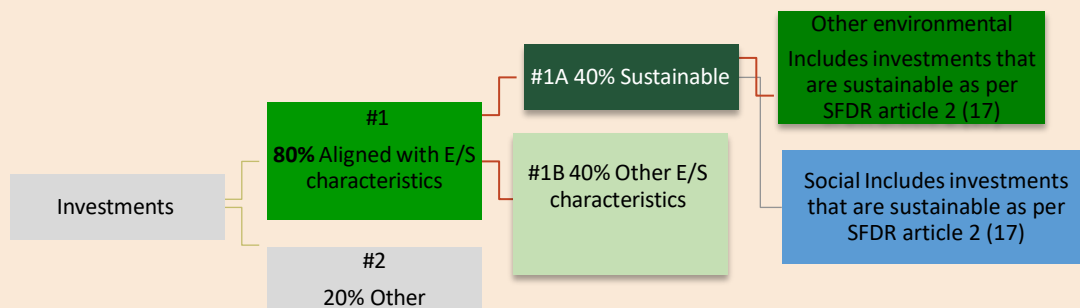 Investments
#1
80% Aligned with E/S
characteristics
#2
20% Other
#1A 40% Sustainable
#1B 40% Other E/S
characteristics
Other environmental
Includes investments that
are sustainable as per
SFDR article 2 (17)
Social Includes investments
that are sustainable as per
SFDR article 2 (17)